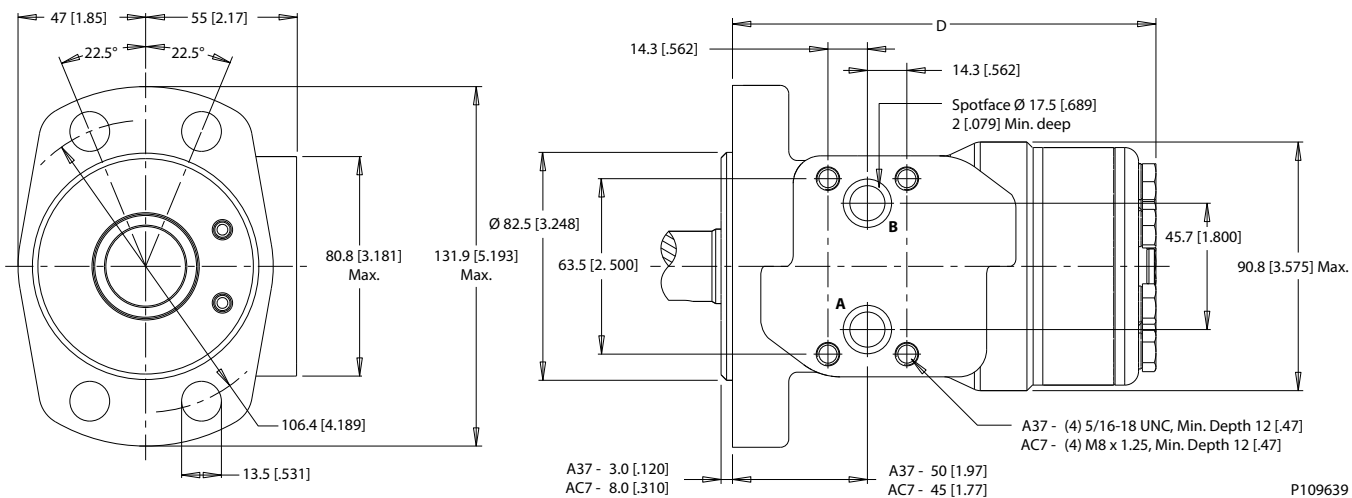 47 [1.85]
55 [2.17]
22.5°
22.5°
80.8 [3.181]
Max.
131.9 [5.193]
Max.
106.4 [4.189]
13.5 [.531]
D
14.3 [.562]
14.3 [.562]
Spotface Ø 17.5 [.689]
2 [.079] Min. deep
Ø 82.5 [3.248]
63.5 [2. 500]
B
A
45.7 [1.800]
90.8 [3.575] Max.
A37 - (4) 5/16-18 UNC, Min. Depth 12 [.47]
AC7 - (4) M8 x 1.25, Min. Depth 12 [.47]
A37 - 3.0 [.120]
AC7 - 8.0 [.310]
A37 - 50 [1.97]
AC7 - 45 [1.77]
P109639